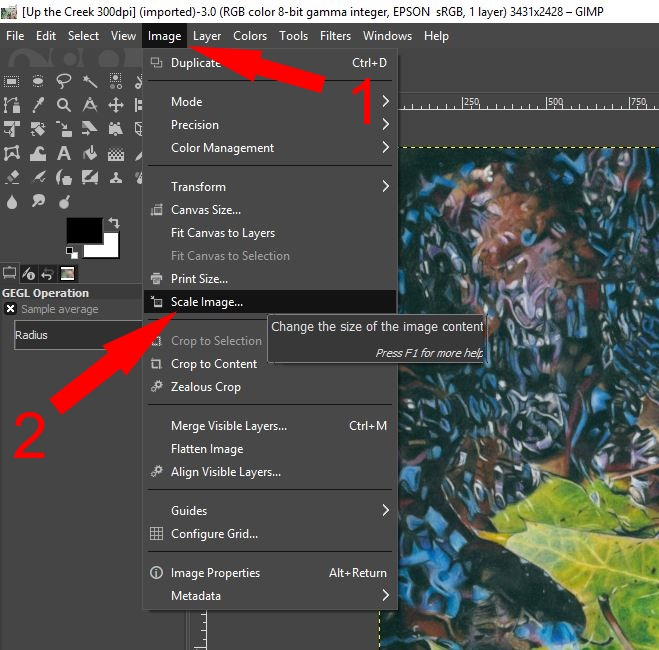 [Up the Creek 300dpi] (imported)-3.0 (RGB color 8-bit gamma integer, EPSON sRGB, 1 layer) 3431x2428 – GIMP
File Edit Select View Image Layer Colors Tools Filters Windows Help
Duplicate Ctrl+D
1
Mode
250 500 750
Precision
Color Management
Transform
Canvas Size...
Fit Canvas to Layers
Fit Canvas to Selection
Print Size...
GEGL Operation
Scale Image...
Sample average
Change the size of the image content
Radius
Crop to Selection
Press F1 for more help
Crop to Content
Zealous Crop
2
Merge Visible Layers... Ctrl+M
Flatten Image
Align Visible Layers...
Guides
Configure Grid...
Image Properties Alt+Return
Metadata